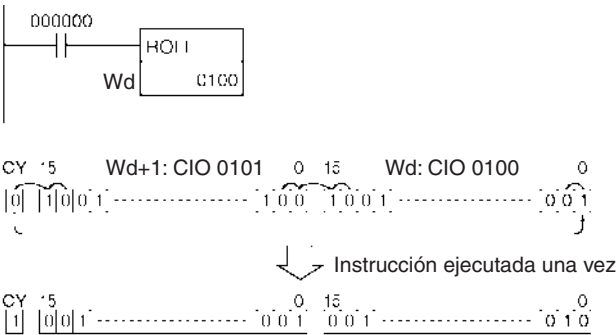 000000
ROLL
Wd 0100
CY 15 Wd+1: CIO 0101 0 15 Wd: CIO 0100 0
0 1 0 0 1 1 0 0 1 0 0 1 0 0 1
Instrucción ejecutada una vez
CY 15 0 15 0
1 0 0 1 0 0 1 0 0 1 0 1 0